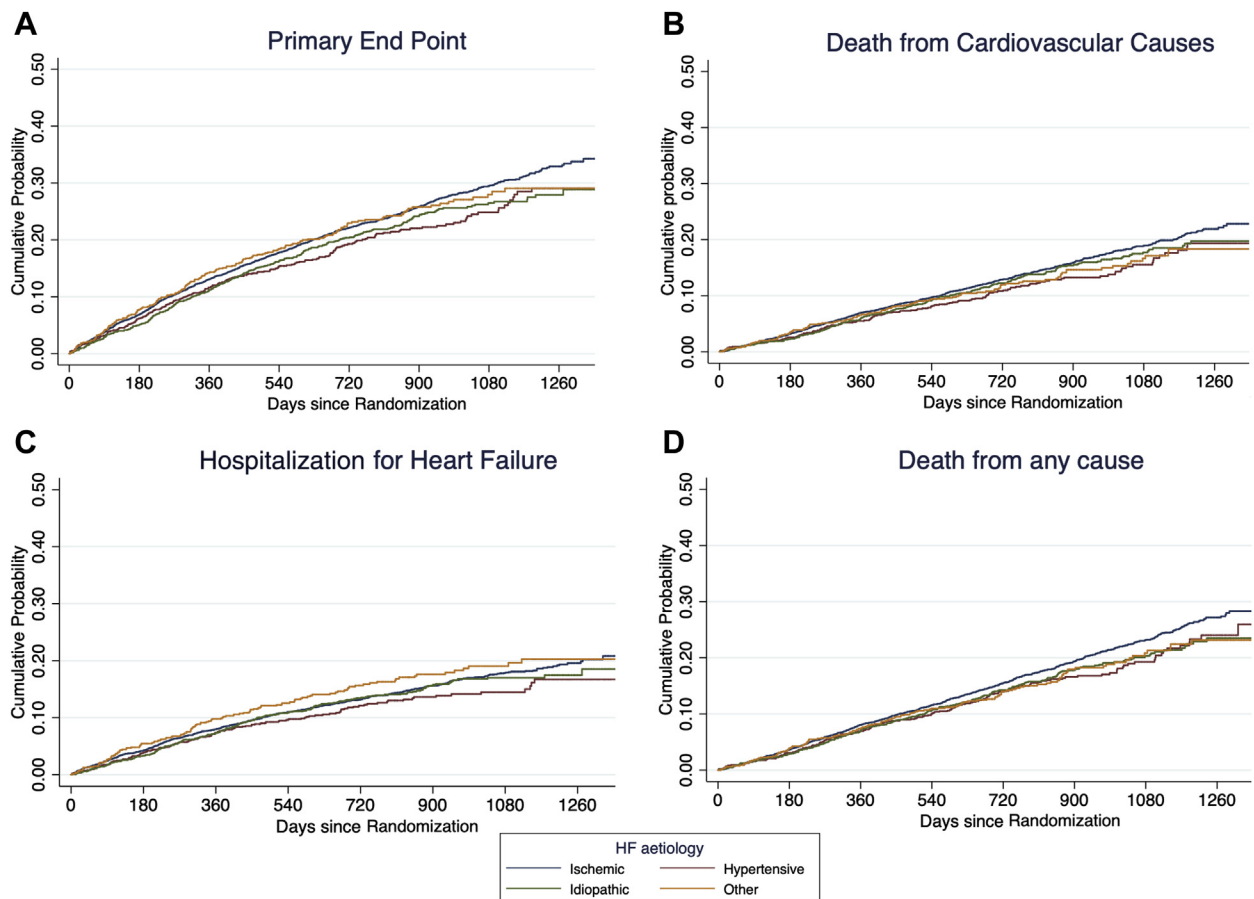 A
Primary End Point
Cumulative Probability
0.50
0.40
0.30
0.20
0.10
0.00
0 180 360 540 720 900 1080 1260
Days since Randomization
B
Death from Cardiovascular Causes
Cumulative probability
0.50
0.40
0.30
0.20
0.10
0.00
0 180 360 540 720 900 1080 1260
Days since Randomization
C
Hospitalization for Heart Failure
Cumulative Probability
0.50
0.40
0.30
0.20
0.10
0.00
0 180 360 540 720 900 1080 1260
Days since Randomization
D
Death from any cause
Cumulative Probability
0.50
0.40
0.30
0.20
0.10
0.00
0 180 360 540 720 900 1080 1260
Days since Randomization
HF aetiology
Ischemic Hypertensive
Idiopathic Other